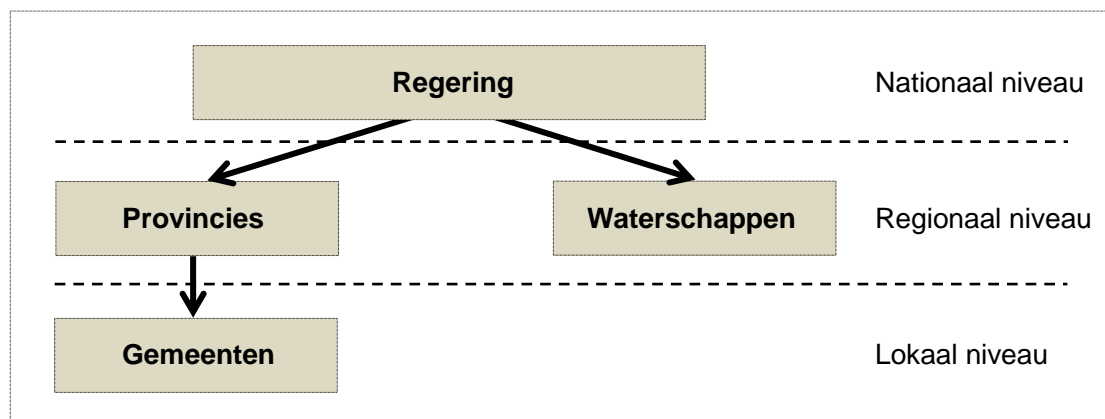 Regering
Nationaal niveau
Provincies
Waterschappen
Regionaal niveau
Gemeenten
Lokaal niveau